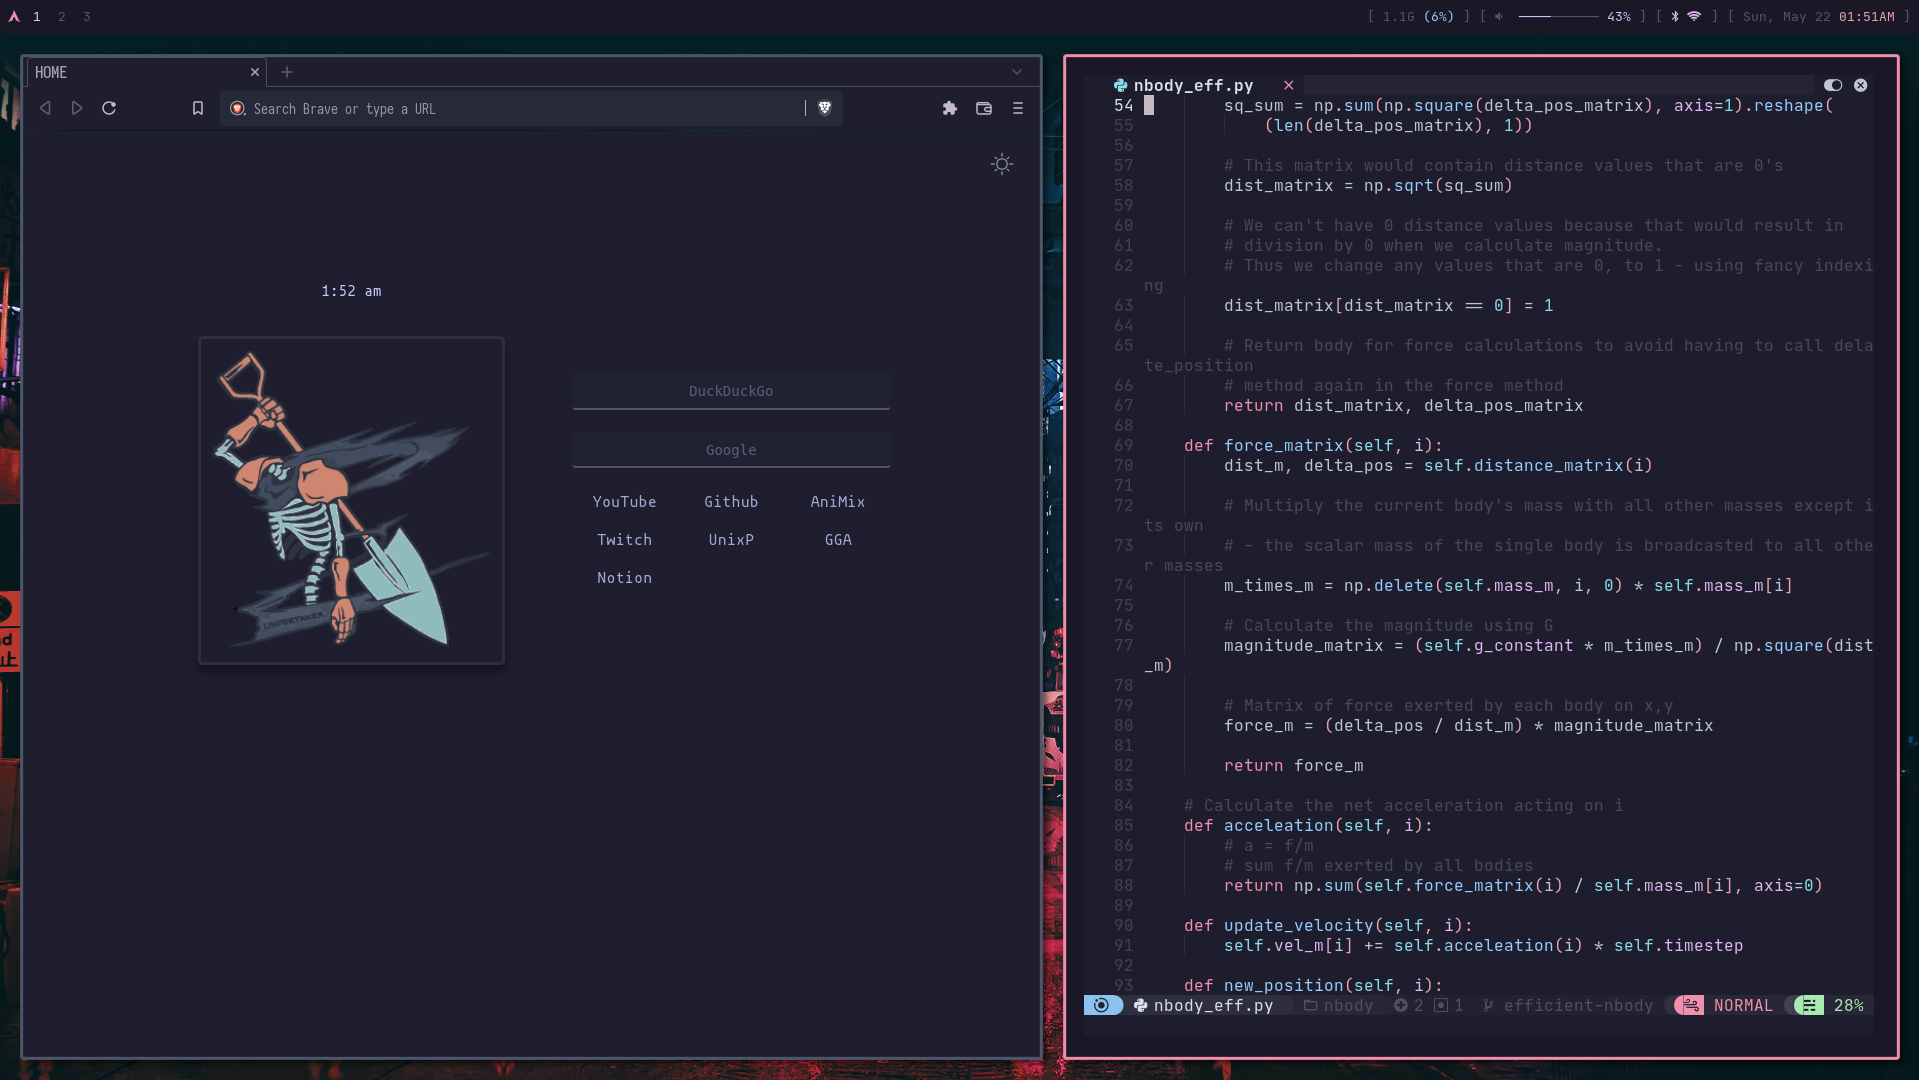 1 2 3
[ 1.1G (6%) ] [ 43% ] [ ] [ Sun, May 22 01:51AM ]
HOME
Search Brave or type a URL
1:52 am
UNDERTAKER
DuckDuckGo
Google
YouTube Github AniMix
Twitch UnixP GGA
Notion
nbody_eff.py
54 sq_sum = np.sum(np.square(delta_pos_matrix), axis=1).reshape(
55 (len(delta_pos_matrix), 1))
56
57 # This matrix would contain distance values that are 0's
58 dist_matrix = np.sqrt(sq_sum)
59
60 # We can't have 0 distance values because that would result in
61 # division by 0 when we calculate magnitude.
62 # Thus we change any values that are 0, to 1 - using fancy indexi
ng
63 dist_matrix[dist_matrix == 0] = 1
64
65 # Return body for force calculations to avoid having to call dela
te_position
66 # method again in the force method
67 return dist_matrix, delta_pos_matrix
68
69 def force_matrix(self, i):
70 dist_m, delta_pos = self.distance_matrix(i)
71
72 # Multiply the current body's mass with all other masses except i
ts own
73 # - the scalar mass of the single body is broadcasted to all othe
r masses
74 m_times_m = np.delete(self.mass_m, i, 0) * self.mass_m[i]
75
76 # Calculate the magnitude using G
77 magnitude_matrix = (self.g_constant * m_times_m) / np.square(dist
_m)
78
79 # Matrix of force exerted by each body on x,y
80 force_m = (delta_pos / dist_m) * magnitude_matrix
81
82 return force_m
83
84 # Calculate the net acceleration acting on i
85 def acceleation(self, i):
86 # a = f/m
87 # sum f/m exerted by all bodies
88 return np.sum(self.force_matrix(i) / self.mass_m[i], axis=0)
89
90 def update_velocity(self, i):
91 self.vel_m[i] += self.acceleation(i) * self.timestep
92
93 def new_position(self, i):
nbody_eff.py nbody 2 1 efficient-nbody NORMAL 28%